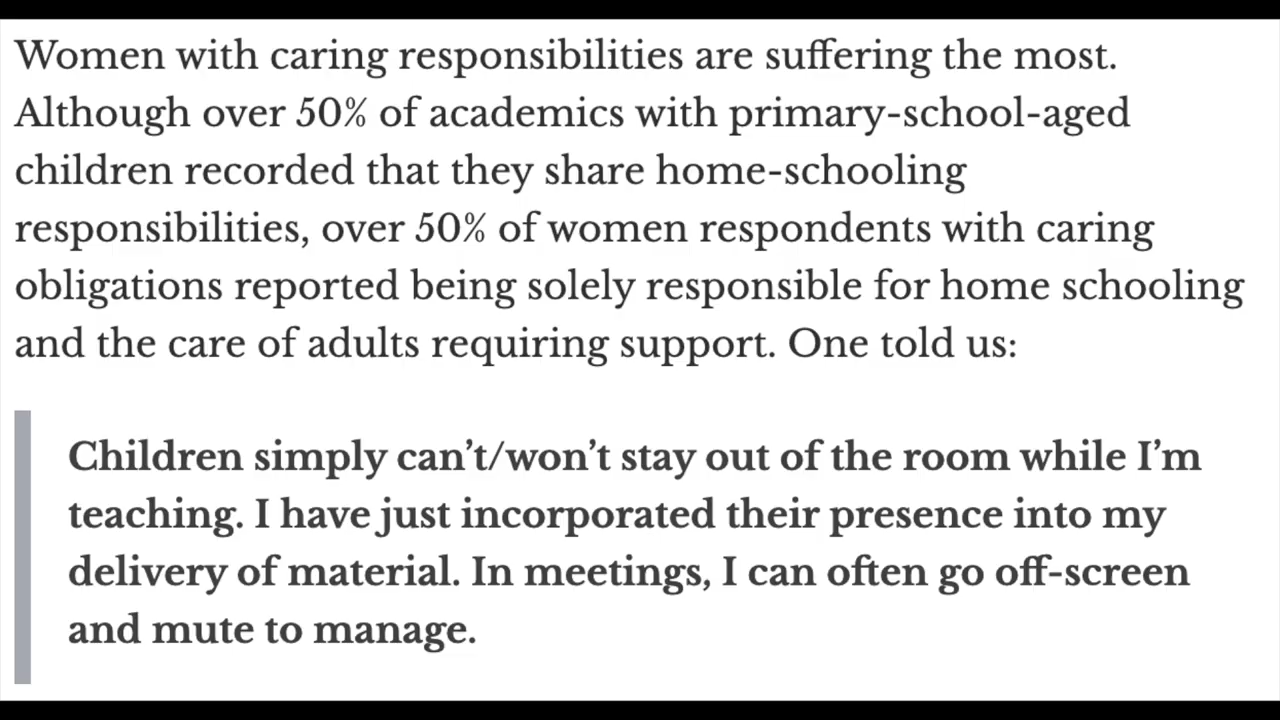 Women with caring responsibilities are suffering the most.
Although over 50% of academics with primary-school-aged
children recorded that they share home-schooling
responsibilities, over 50% of women respondents with caring
obligations reported being solely responsible for home schooling
and the care of adults requiring support. One told us:
Children simply can’t/won’t stay out of the room while I’m
teaching. I have just incorporated their presence into my
delivery of material. In meetings, I can often go off-screen
and mute to manage.